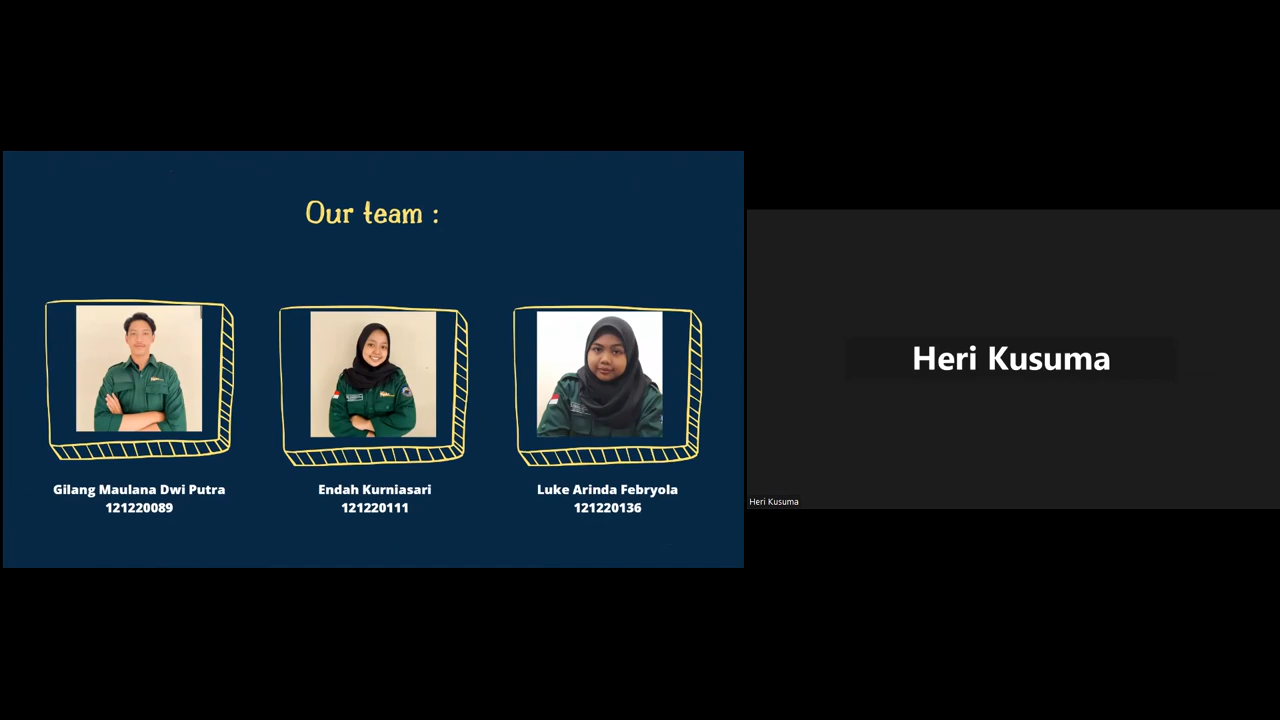 Our team :
Gilang Maulana Dwi Putra
121220089
Endah Kurniasari
121220111
Luke Arinda Febryola
121220136
Heri Kusuma
Heri Kusuma